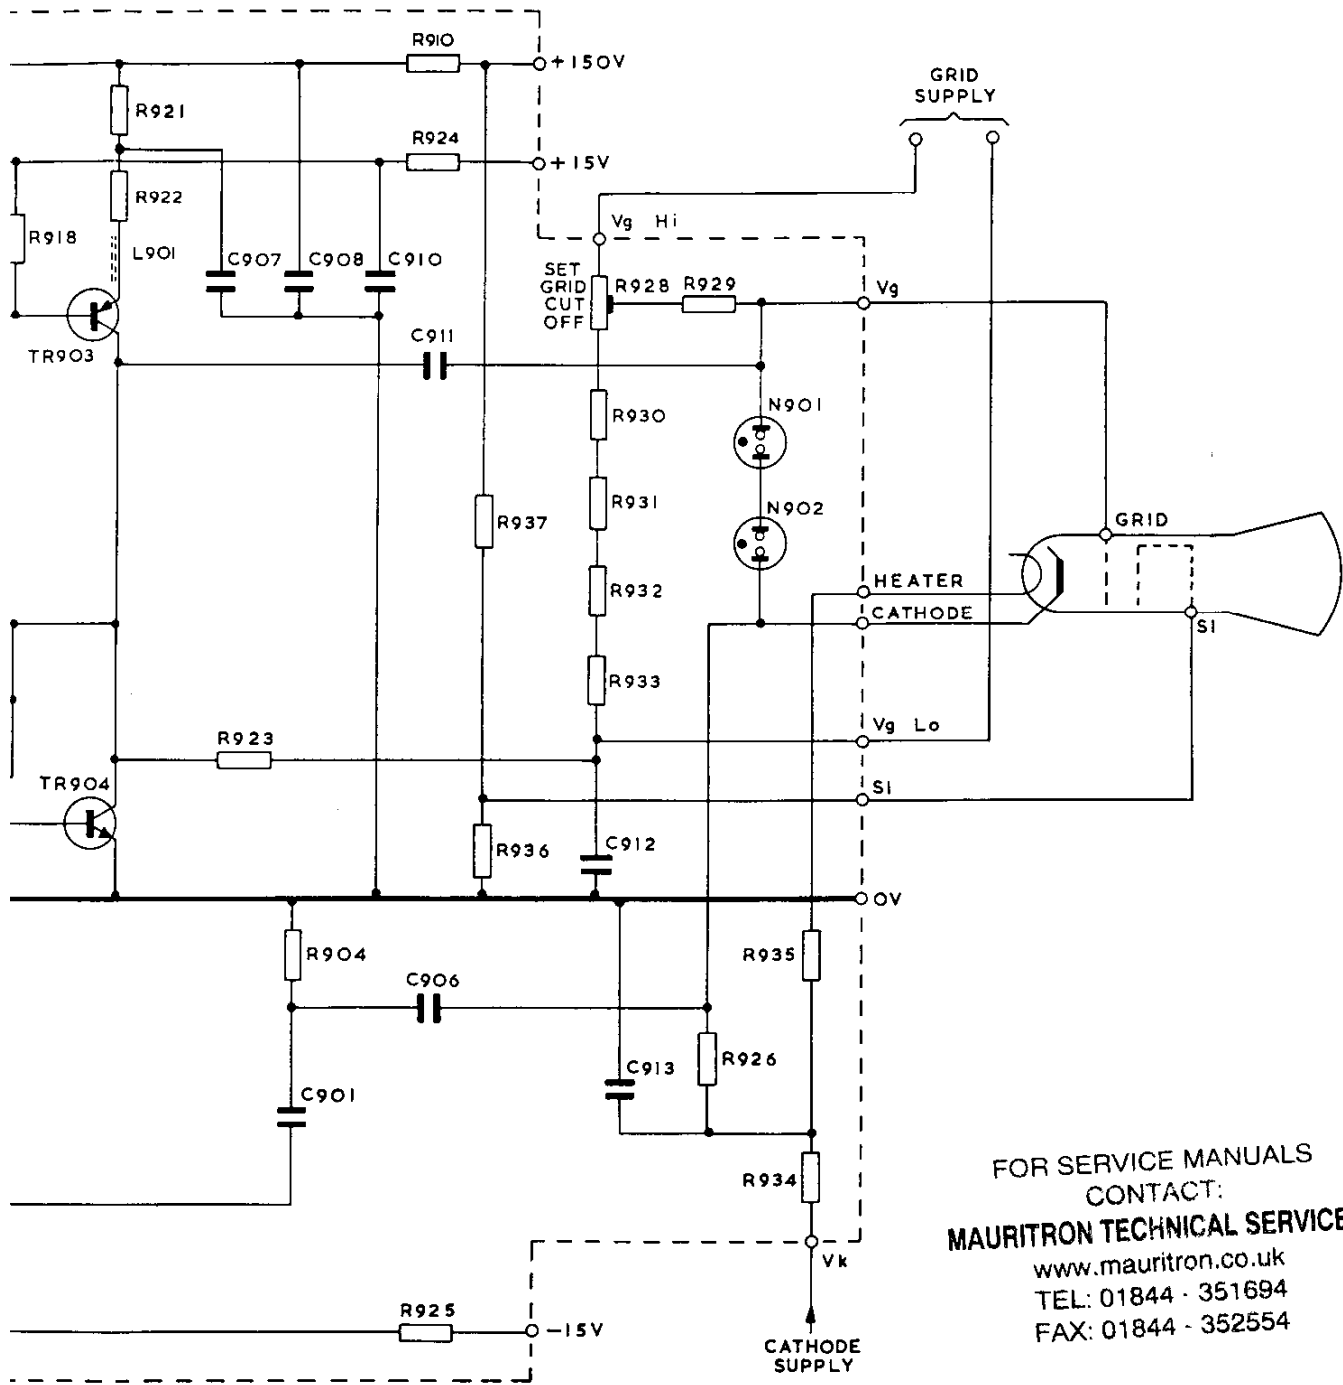 R910
+150V
GRID
SUPPLY
R921
R924
+15V
R922
Vg Hi
R918
L901
C907
C908
C910
SET
GRID
CUT
OFF
R928
R929
Vg
TR903
C911
R930
N901
R931
R937
N902
GRID
R932
HEATER
CATHODE
S1
R933
Vg Lo
R923
TR904
S1
R936
C912
0V
R904
R935
C906
C913
R926
C901
R934
Vk
R925
-15V
CATHODE
SUPPLY
FOR SERVICE MANUALS
CONTACT:
MAURITRON TECHNICAL SERVICE
www.mauritron.co.uk
TEL: 01844 - 351694
FAX: 01844 - 352554